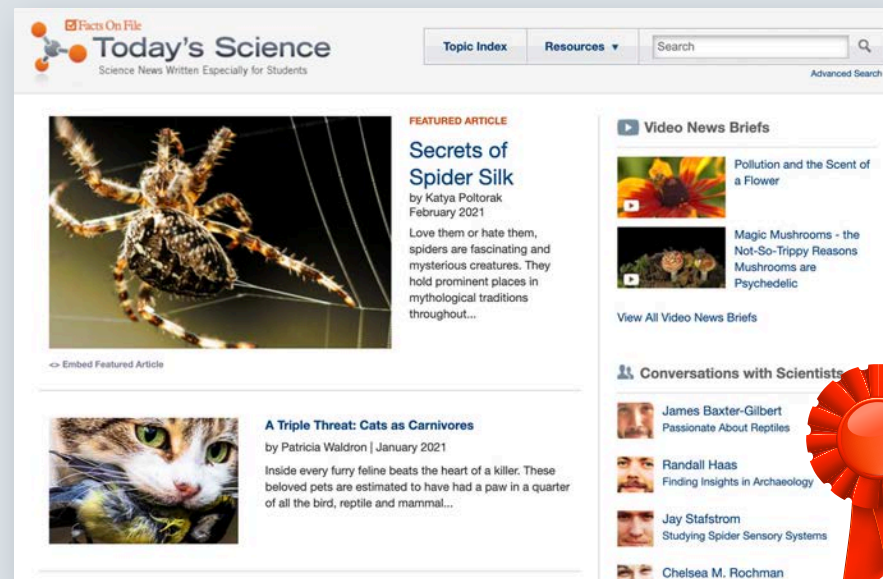 Facts On File
Today's Science
Science News Written Especially for Students
Topic Index
Resources
Search
Advanced Search
FEATURED ARTICLE
Secrets of
Spider Silk
by Katya Poltorak
February 2021
Love them or hate them,
spiders are fascinating and
mysterious creatures. They
hold prominent places in
mythological traditions
throughout...
<> Embed Featured Article
A Triple Threat: Cats as Carnivores
by Patricia Waldron | January 2021
Inside every furry feline beats the heart of a killer. These
beloved pets are estimated to have had a paw in a quarter
of all the bird, reptile and mammal...
Video News Briefs
Pollution and the Scent of
a Flower
Magic Mushrooms - the
Not-So-Trippy Reasons
Mushrooms are
Psychedelic
View All Video News Briefs
Conversations with Scientists
James Baxter-Gilbert
Passionate About Reptiles
Randall Haas
Finding Insights in Archaeology
Jay Stafstrom
Studying Spider Sensory Systems
Chelsea M. Rochman